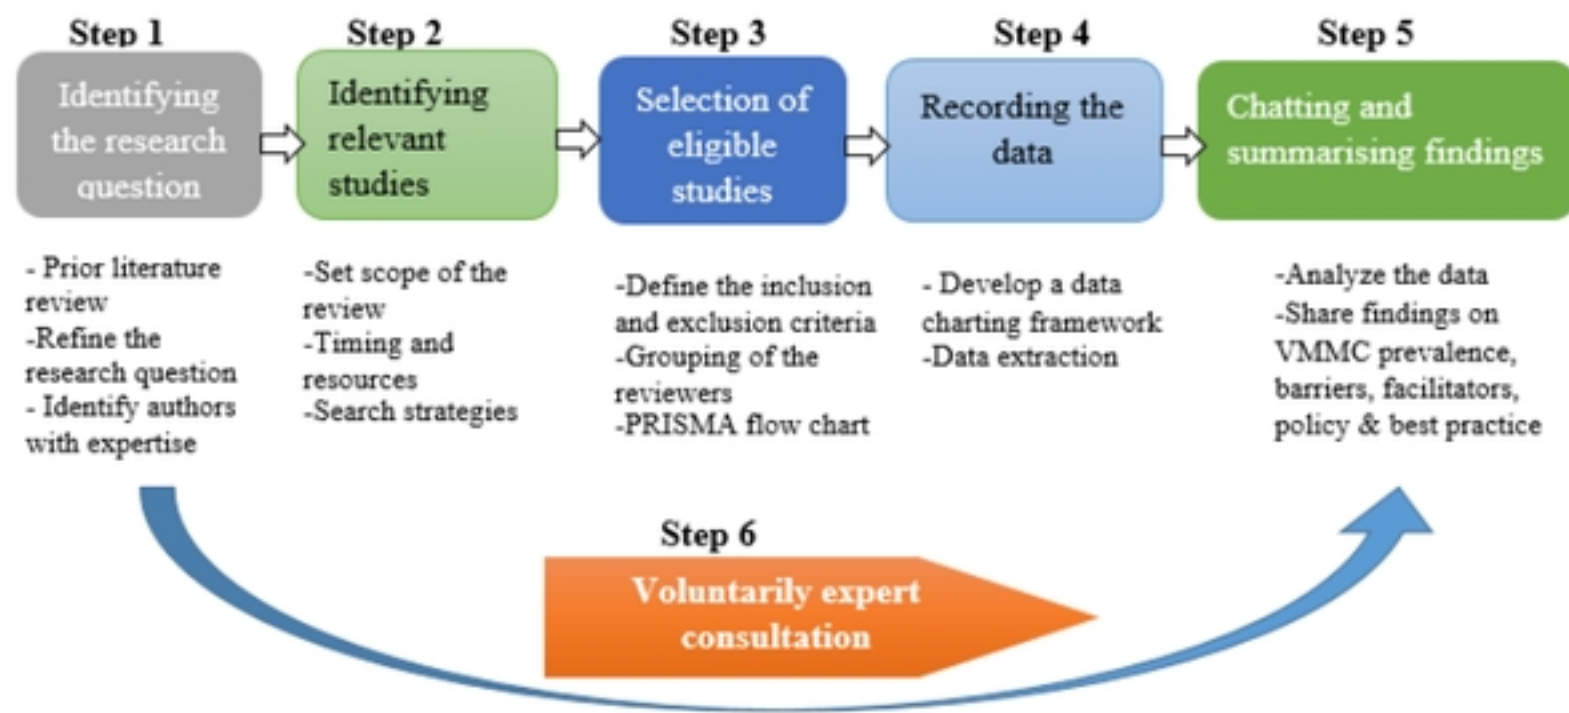 Step 1
Identifying
the research
question
- Prior literature
review
-Refine the
research question
- Identify authors
with expertise
Step 2
Identifying
relevant
studies
-Set scope of the
review
-Timing and
resources
-Search strategies
Step 3
Selection of
eligible
studies
-Define the inclusion
and exclusion criteria
-Grouping of the
reviewers
-PRISMA flow chart
Step 4
Recording the
data
- Develop a data
charting framework
-Data extraction
Step 5
Chatting and
summarising findings
-Analyze the data
-Share findings on
VMMC prevalence,
barriers, facilitators,
policy & best practice
Step 6
Voluntarily expert
consultation